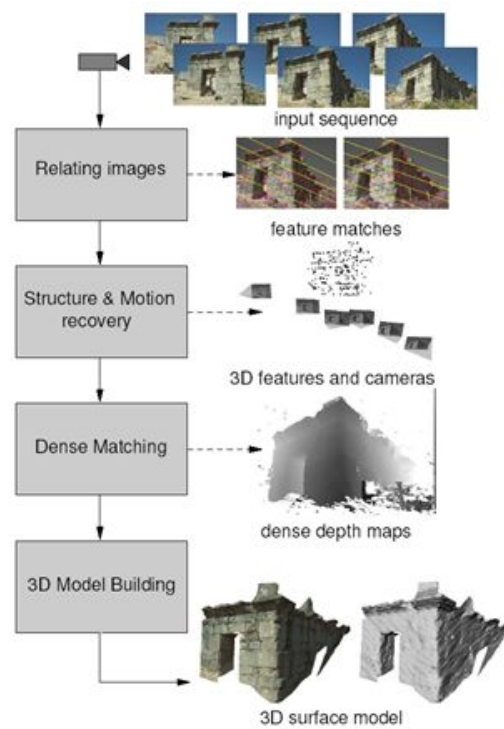 input sequence
Relating images
feature matches
Structure & Motion
recovery
3D features and cameras
Dense Matching
dense depth maps
3D Model Building
3D surface model